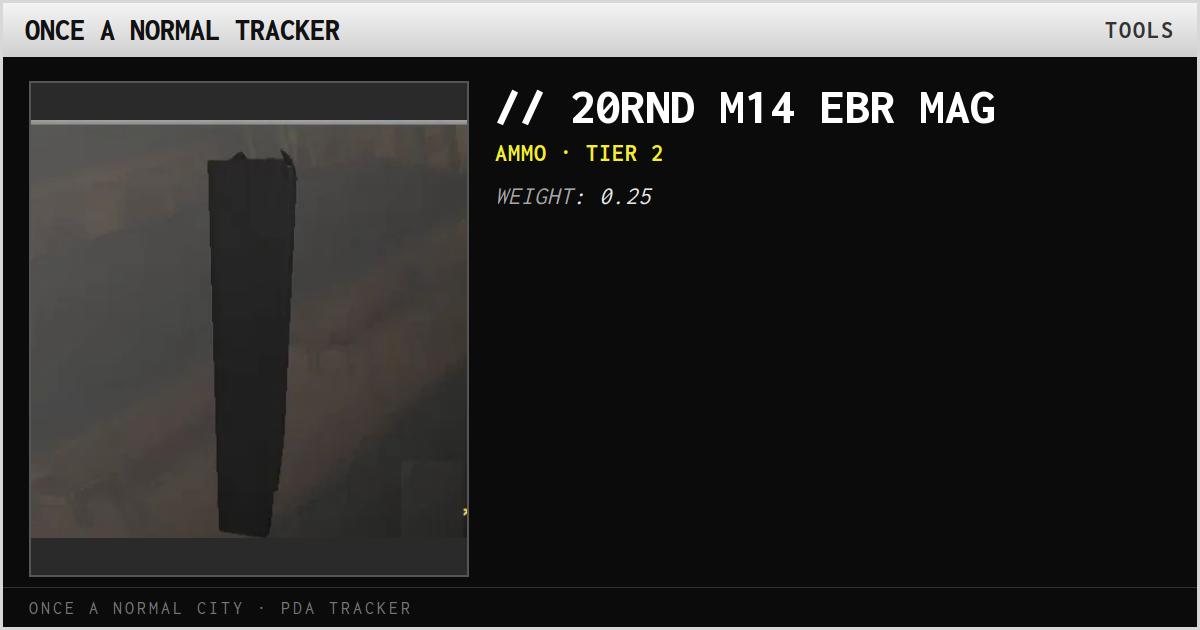 ONCE A NORMAL TRACKER
TOOLS
// 20RND M14 EBR MAG
AMMO · TIER 2
WEIGHT: 0.25
ONCE A NORMAL CITY · PDA TRACKER